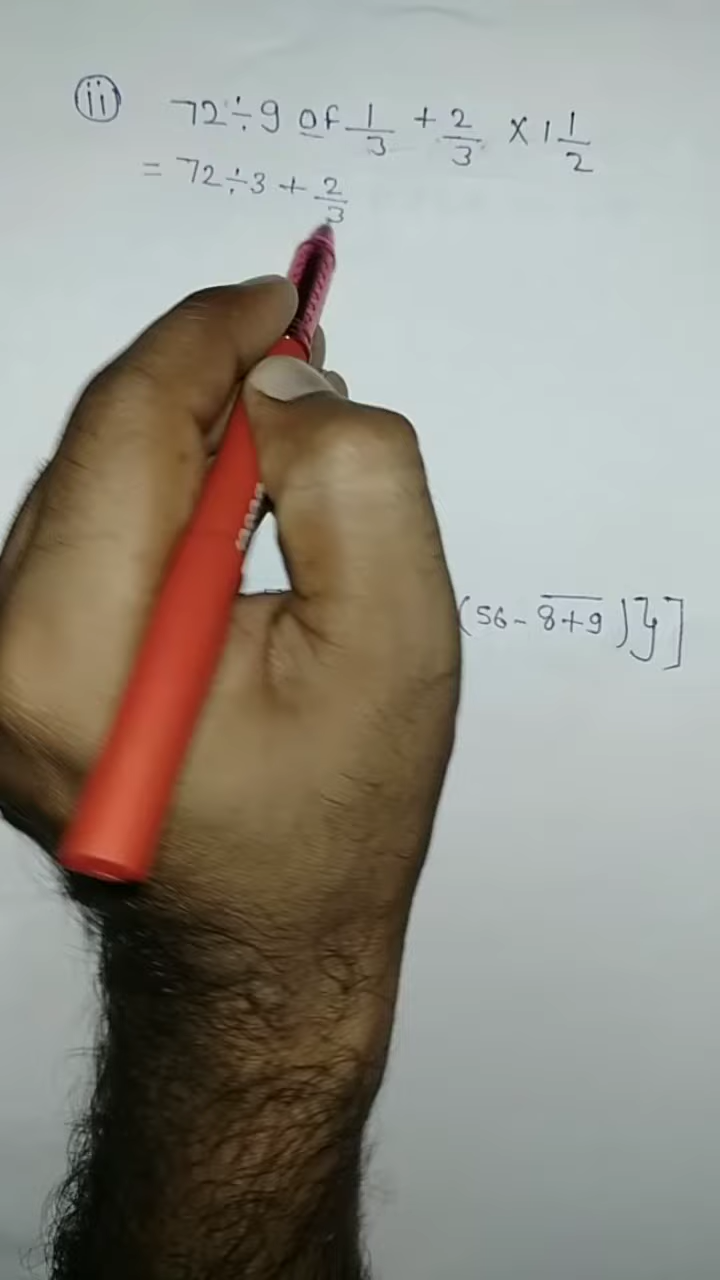 ii 72÷9 of 1/3 + 2/3 × 1 1/2
= 72÷3 + 2/3
(56 - 8+9)}]